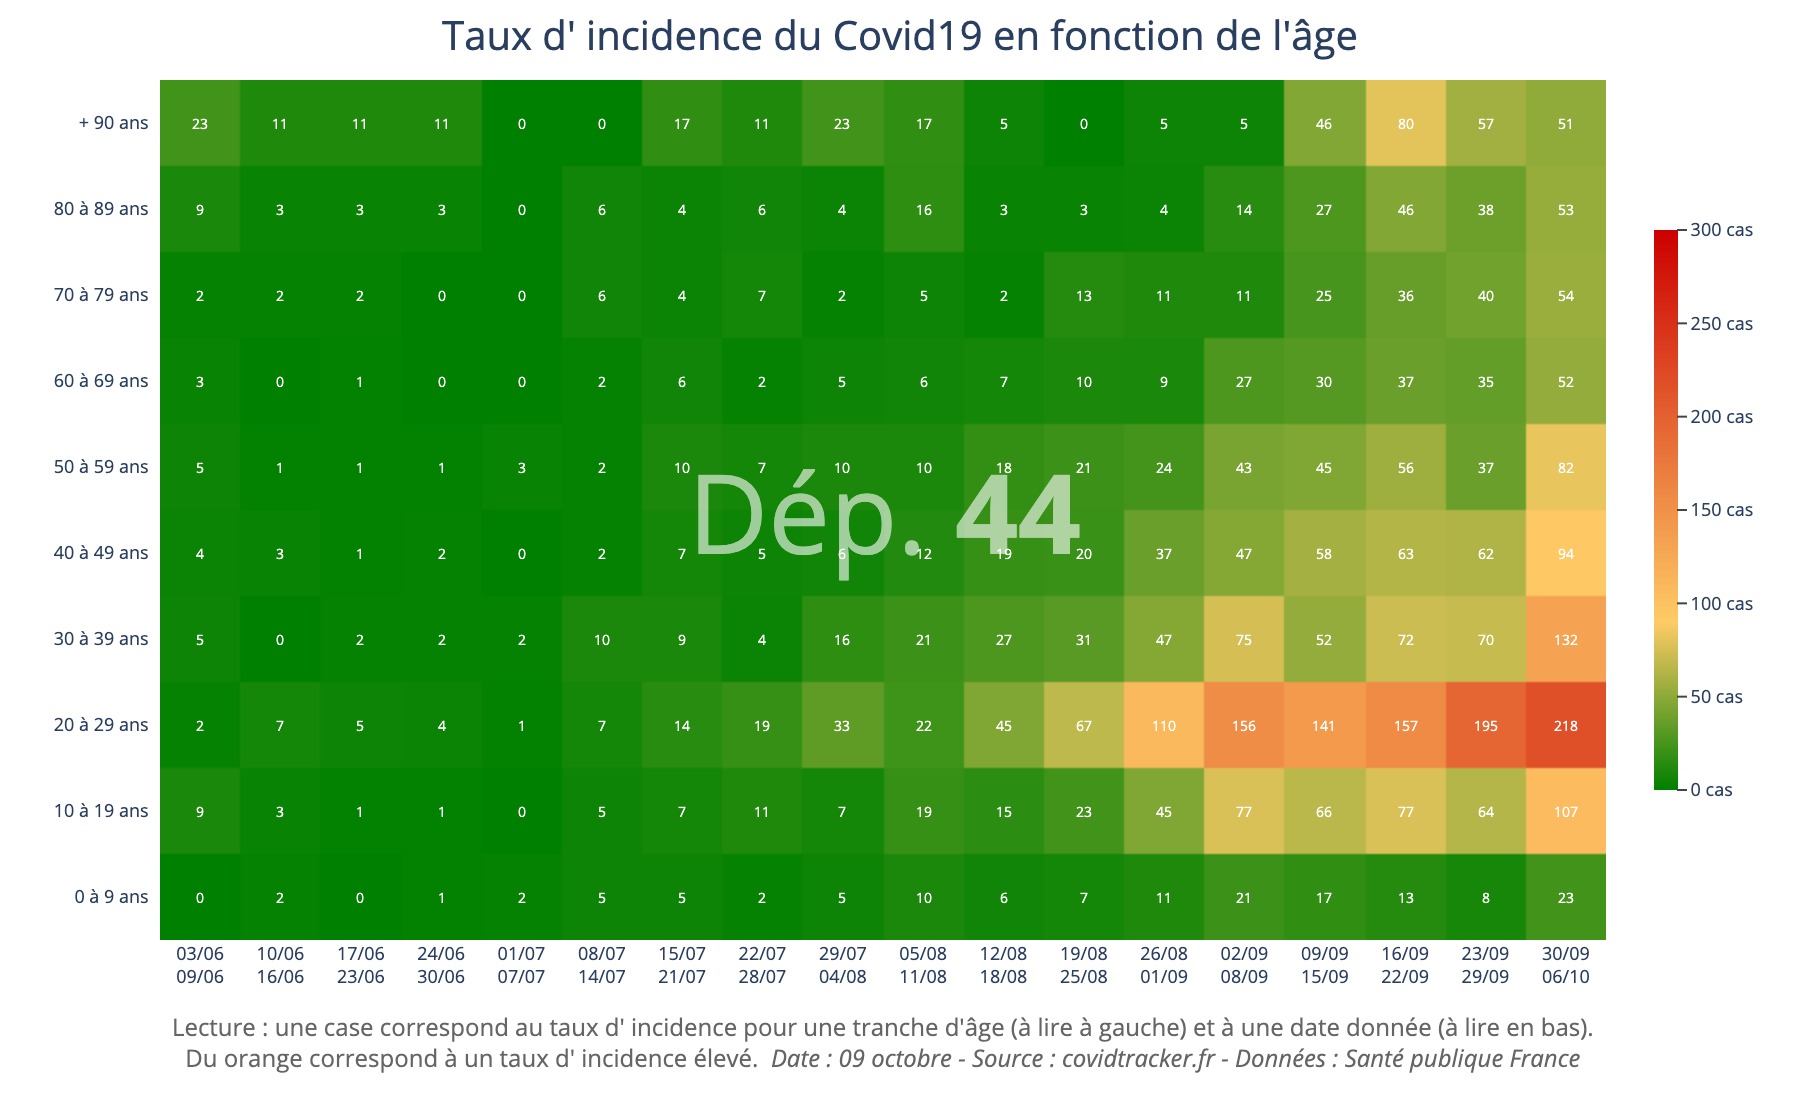 Taux d' incidence du Covid19 en fonction de l'âge
+ 90 ans 23 11 11 11 0 0 17 11 23 17 5 0 5 5 46 80 57 51
80 à 89 ans 9 3 3 3 0 6 4 6 4 16 3 3 4 14 27 46 38 53
300 cas
70 à 79 ans 2 2 2 0 0 6 4 7 2 5 2 13 11 11 25 36 40 54
250 cas
60 à 69 ans 3 0 1 0 0 2 6 2 5 6 7 10 9 27 30 37 35 52
200 cas
50 à 59 ans 5 1 1 1 3 2 10 7 10 10 18 21 24 43 45 56 37 82
Dép. 44
150 cas
40 à 49 ans 4 3 1 2 0 2 7 5 6 12 19 20 37 47 58 63 62 94
100 cas
30 à 39 ans 5 0 2 2 2 10 9 4 16 21 27 31 47 75 52 72 70 132
50 cas
20 à 29 ans 2 7 5 4 1 7 14 19 33 22 45 67 110 156 141 157 195 218
0 cas
10 à 19 ans 9 3 1 1 0 5 7 11 7 19 15 23 45 77 66 77 64 107
0 à 9 ans 0 2 0 1 2 5 5 2 5 10 6 7 11 21 17 13 8 23
03/06 10/06 17/06 24/06 01/07 08/07 15/07 22/07 29/07 05/08 12/08 19/08 26/08 02/09 09/09 16/09 23/09 30/09
09/06 16/06 23/06 30/06 07/07 14/07 21/07 28/07 04/08 11/08 18/08 25/08 01/09 08/09 15/09 22/09 29/09 06/10
Lecture : une case correspond au taux d' incidence pour une tranche d'âge (à lire à gauche) et à une date donnée (à lire en bas).
Du orange correspond à un taux d' incidence élevé. Date : 09 octobre - Source : covidtracker.fr - Données : Santé publique France